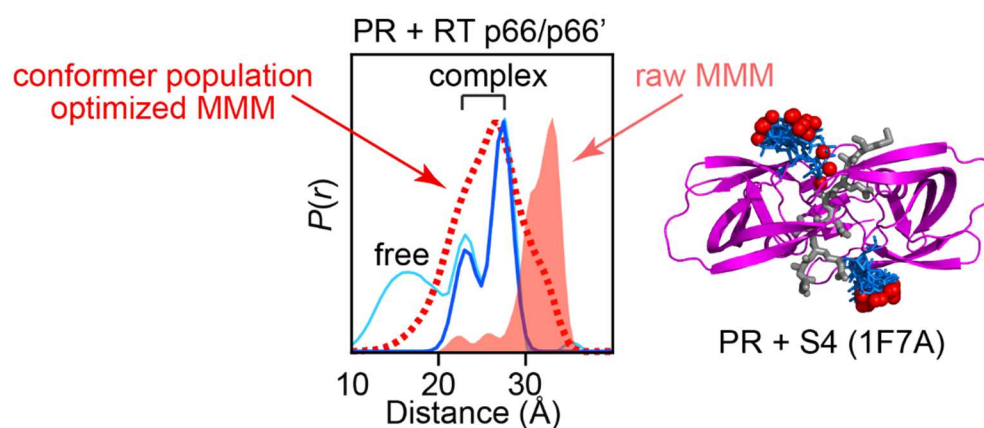 PR + RT p66/p66’
conformer population
optimized MMM
complex
raw MMM
free
P(r)
10
20
30
Distance (Å)
PR + S4 (1F7A)